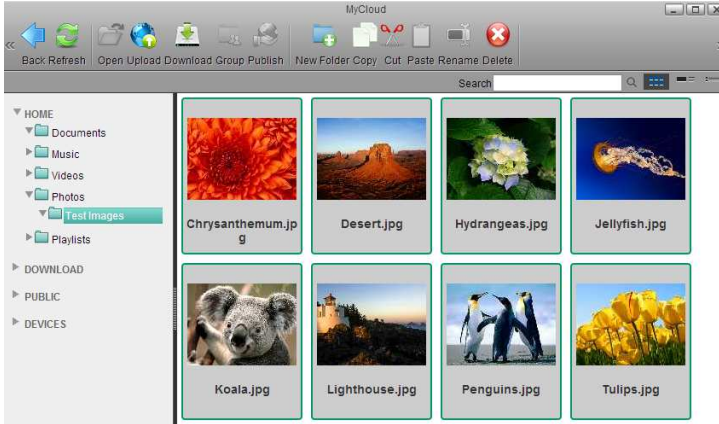 MyCloud
Back Refresh Open Upload Download Group Publish New Folder Copy Cut Paste Rename Delete
Search
HOME
Documents
Music
Videos
Photos
Test Images
Playlists
DOWNLOAD
PUBLIC
DEVICES
Chrysanthemum.jp
g
Desert.jpg
Hydrangeas.jpg
Jellyfish.jpg
Koala.jpg
Lighthouse.jpg
Penguins.jpg
Tulips.jpg